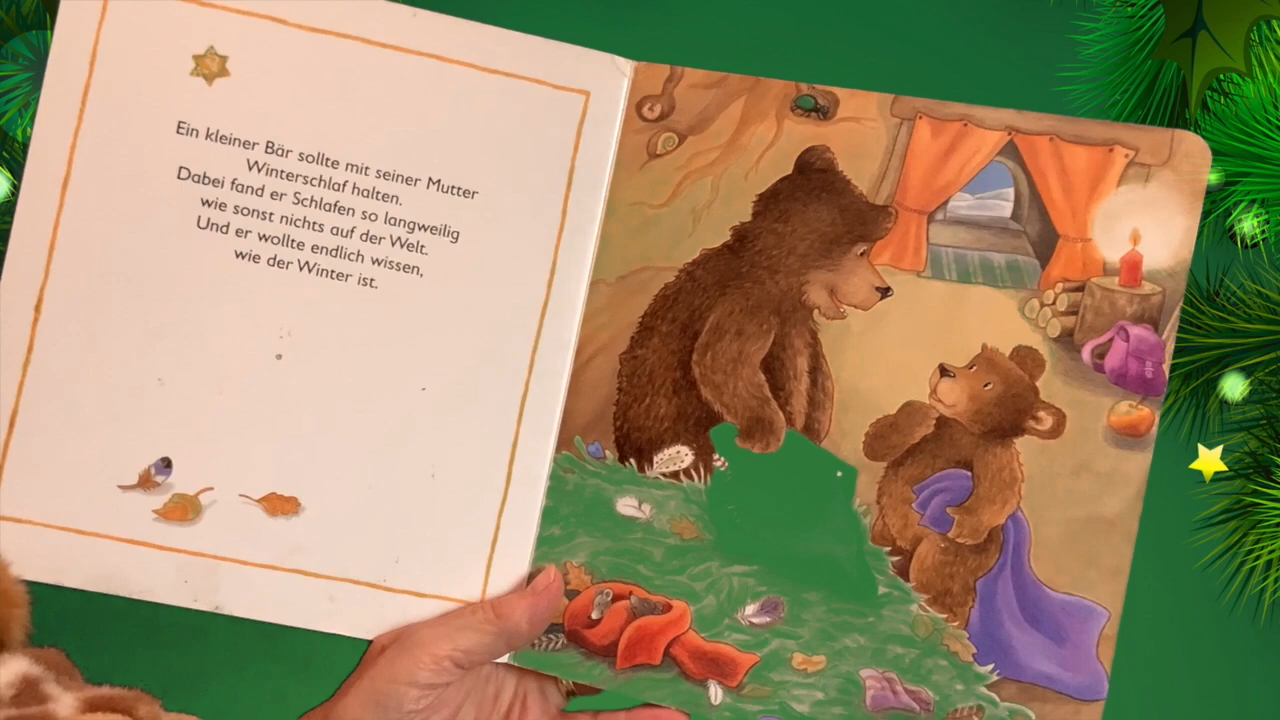 Ein kleiner Bär sollte mit seiner Mutter
Winterschlaf halten.
Dabei fand er Schlafen so langweilig
wie sonst nichts auf der Welt.
Und er wollte endlich wissen,
wie der Winter ist.